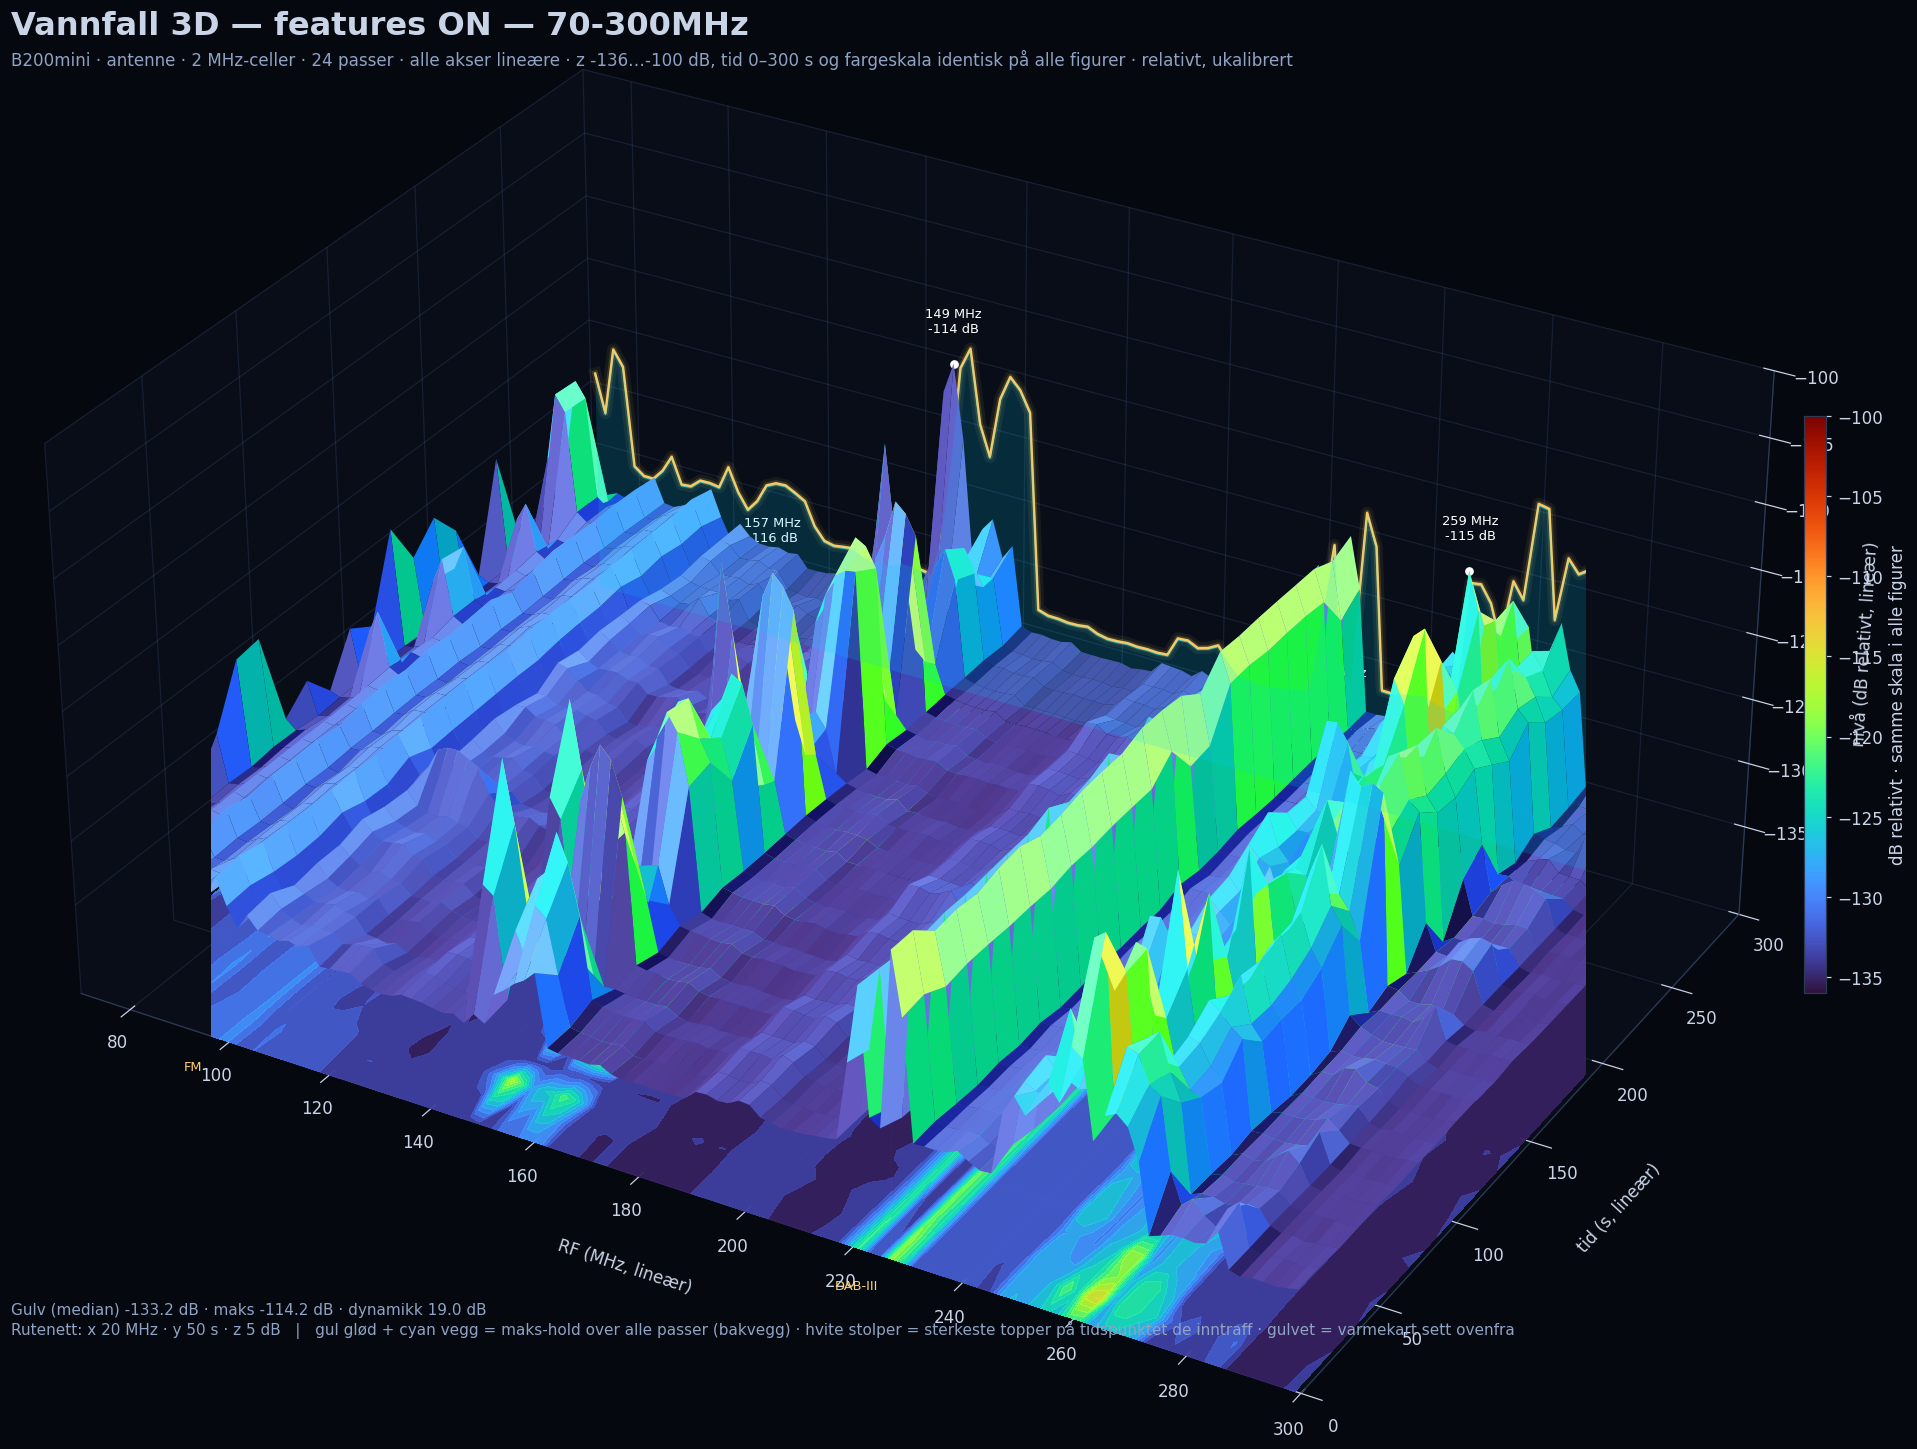 Vannfall 3D — features ON — 70-300MHz
B200mini · antenne · 2 MHz-celler · 24 passer · alle akser lineære · z -136...-100 dB, tid 0–300 s og fargeskala identisk på alle figurer · relativt, ukalibrert
149 MHz
-114 dB
157 MHz
-116 dB
259 MHz
-115 dB
−100
−135
−100
−105
−110
−115
−120
−125
−130
−135
nivå (dB relativt, lineær)
dB relativt · samme skala i alle figurer
80
100
120
140
160
180
200
220
240
260
280
300
FM
DAB-III
RF (MHz, lineær)
0
50
100
150
200
250
300
tid (s, lineær)
Gulv (median) -133.2 dB · maks -114.2 dB · dynamikk 19.0 dB
Rutenett: x 20 MHz · y 50 s · z 5 dB | gul glød + cyan vegg = maks-hold over alle passer (bakvegg) · hvite stolper = sterkeste topper på tidspunktet de inntraff · gulvet = varmekart sett ovenfra